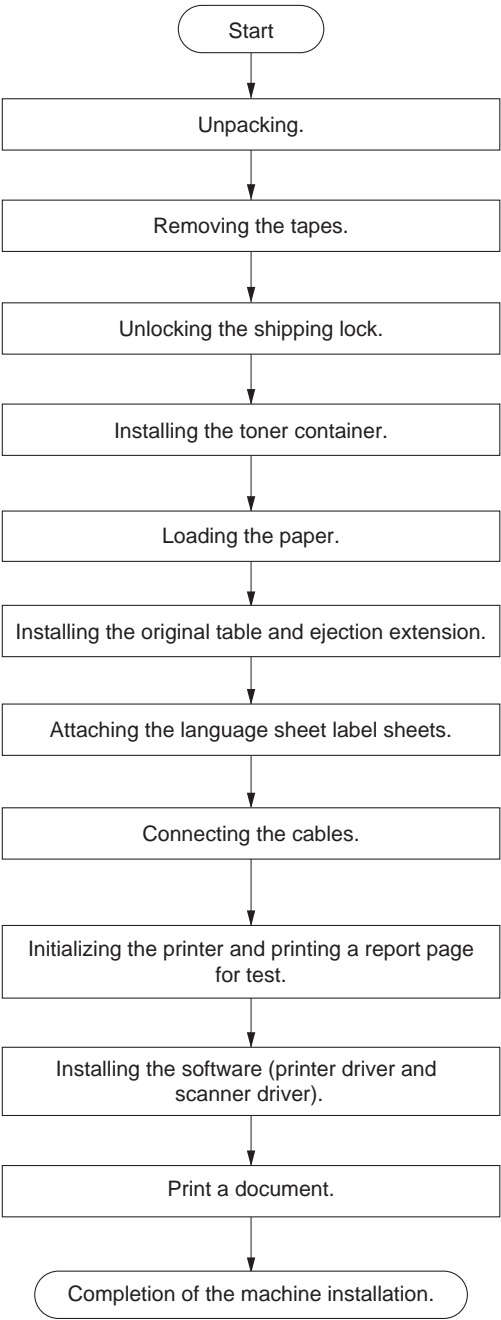 Start
Unpacking.
Removing the tapes.
Unlocking the shipping lock.
Installing the toner container.
Loading the paper.
Installing the original table and ejection extension.
Attaching the language sheet label sheets.
Connecting the cables.
Initializing the printer and printing a report page
for test.
Installing the software (printer driver and
scanner driver).
Print a document.
Completion of the machine installation.